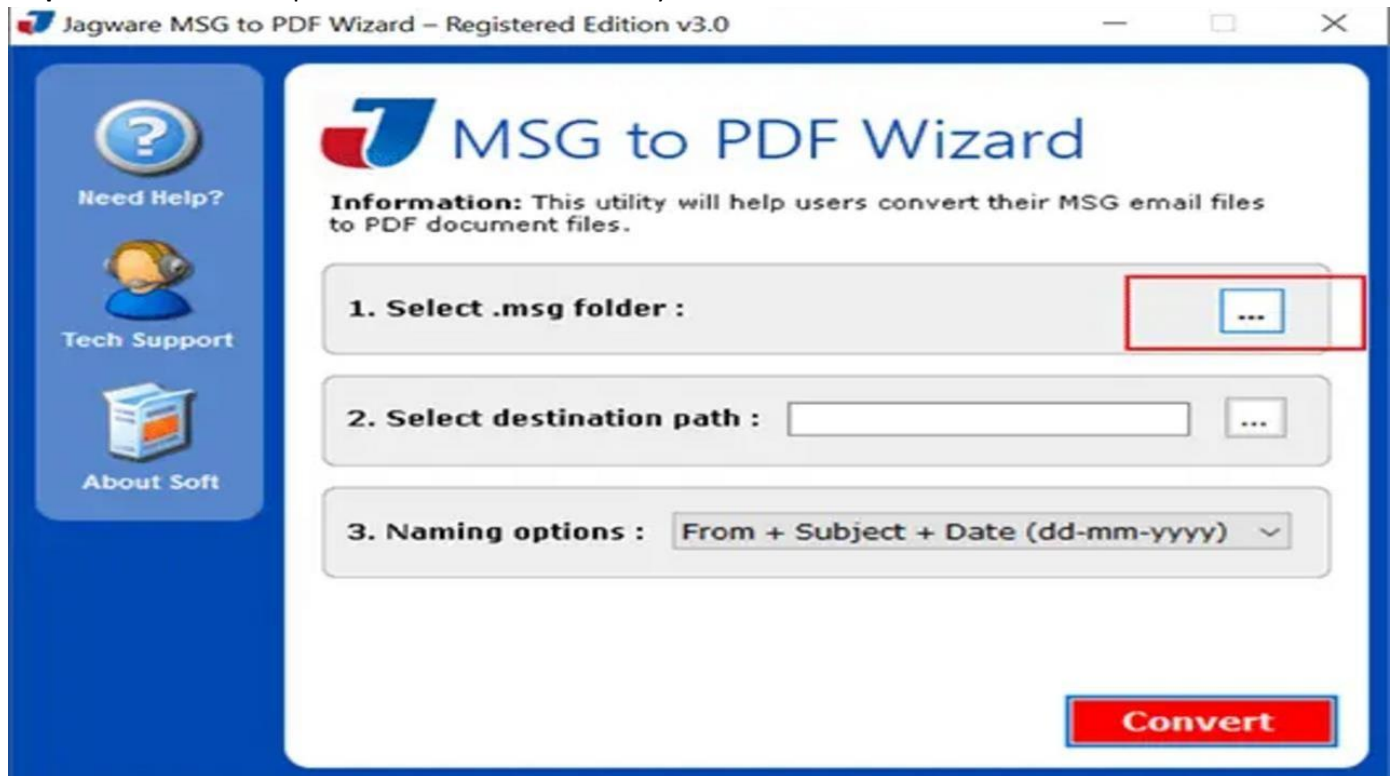 Jagware MSG to PDF Wizard – Registered Edition v3.0
MSG to PDF Wizard
Information: This utility will help users convert their MSG email files
to PDF document files.
Need Help?
Tech Support
About Soft
1. Select .msg folder :
...
2. Select destination path :
...
3. Naming options : From + Subject + Date (dd-mm-yyyy)
Convert